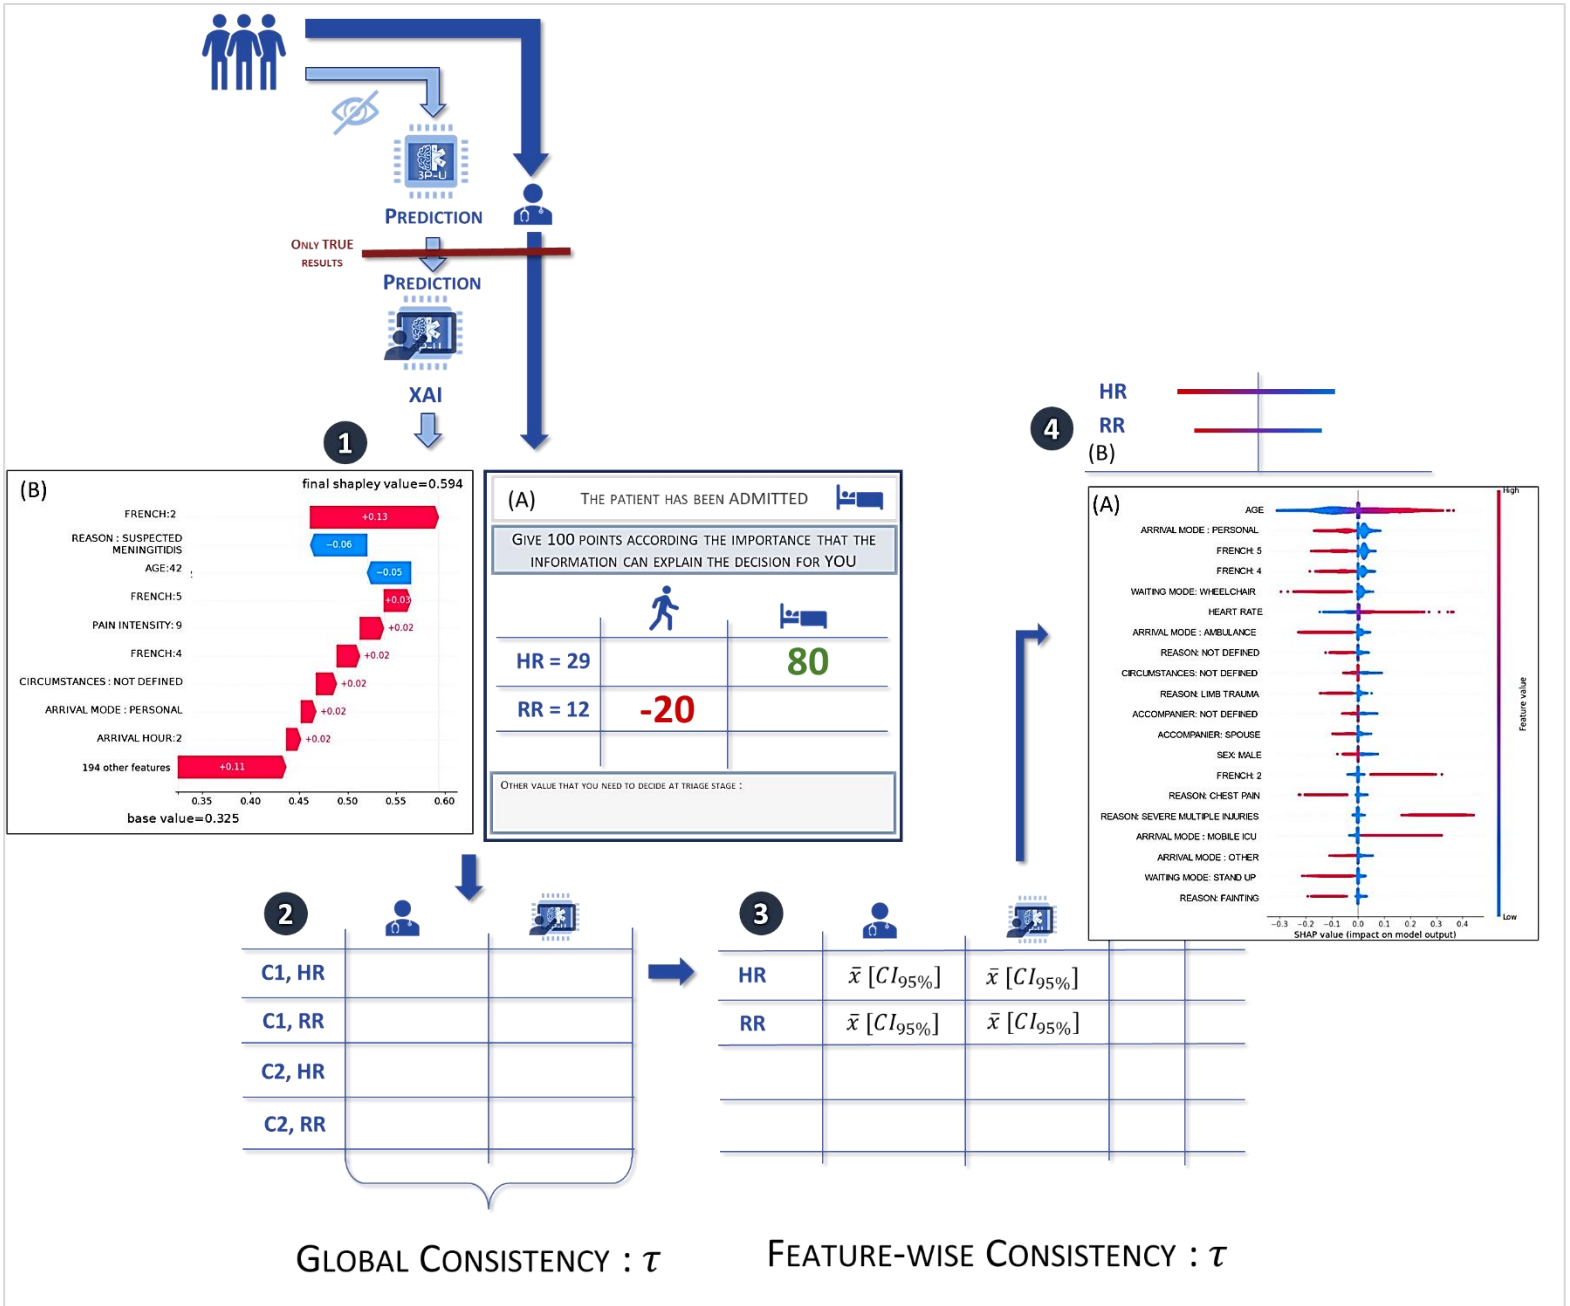 3P-U
PREDICTION
ONLY TRUE
RESULTS
PREDICTION
XAI
1
(B)
final shapley value=0.594
FRENCH:2
+0.13
REASON : SUSPECTED
MENINGITIDIS
−0.06
AGE:42
−0.05
FRENCH:5
+0.03
PAIN INTENSITY: 9
+0.02
FRENCH:4
+0.02
CIRCUMSTANCES : NOT DEFINED
+0.02
ARRIVAL MODE : PERSONAL
+0.02
ARRIVAL HOUR:2
+0.02
194 other features
+0.11
0.35 0.40 0.45 0.50 0.55 0.60
base value=0.325
(A)
THE PATIENT HAS BEEN ADMITTED
GIVE 100 POINTS ACCORDING THE IMPORTANCE THAT THE
INFORMATION CAN EXPLAIN THE DECISION FOR YOU
HR = 29
80
RR = 12
-20
OTHER VALUE THAT YOU NEED TO DECIDE AT TRIAGE STAGE :
2
C1, HR
C1, RR
C2, HR
C2, RR
GLOBAL CONSISTENCY : τ
3
HR x̄ [CI95%] x̄ [CI95%]
RR x̄ [CI95%] x̄ [CI95%]
FEATURE-WISE CONSISTENCY : τ
4
HR
RR
(B)
(A)
AGE
ARRIVAL MODE : PERSONAL
FRENCH: 5
FRENCH: 4
WAITING MODE: WHEELCHAIR
HEART RATE
ARRIVAL MODE : AMBULANCE
REASON: NOT DEFINED
CIRCUMSTANCES: NOT DEFINED
REASON: LIMB TRAUMA
ACCOMPANIER: NOT DEFINED
ACCOMPANIER: SPOUSE
SEX: MALE
FRENCH: 2
REASON: CHEST PAIN
REASON: SEVERE MULTIPLE INJURIES
ARRIVAL MODE : MOBILE ICU
ARRIVAL MODE : OTHER
WAITING MODE: STAND UP
REASON: FAINTING
−0.3 −0.2 −0.1 0.0 0.1 0.2 0.3 0.4
SHAP value (impact on model output)
High
Feature value
Low